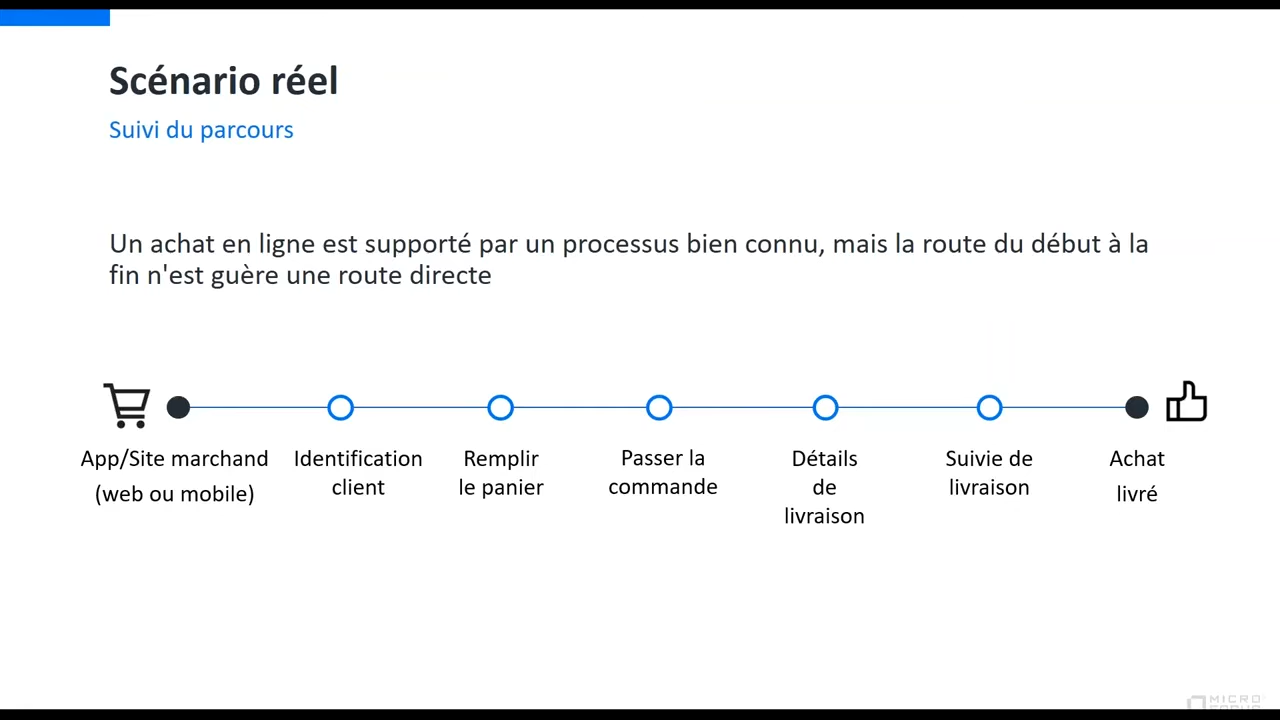 Scénario réel
Suivi du parcours
Un achat en ligne est supporté par un processus bien connu, mais la route du début à la
fin n'est guère une route directe
App/Site marchand
(web ou mobile)
Identification
client
Remplir
le panier
Passer la
commande
Détails
de
livraison
Suivie de
livraison
Achat
livré
MICRO